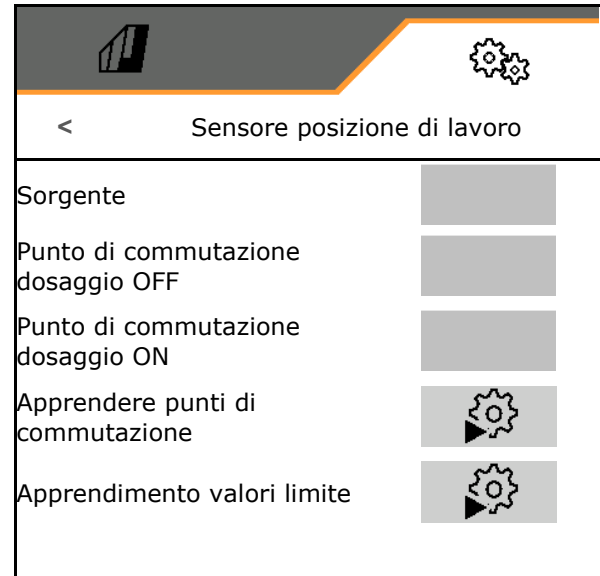 < Sensore posizione di lavoro
Sorgente
Punto di commutazione
dosaggio OFF
Punto di commutazione
dosaggio ON
Apprendere punti di
commutazione
Apprendimento valori limite